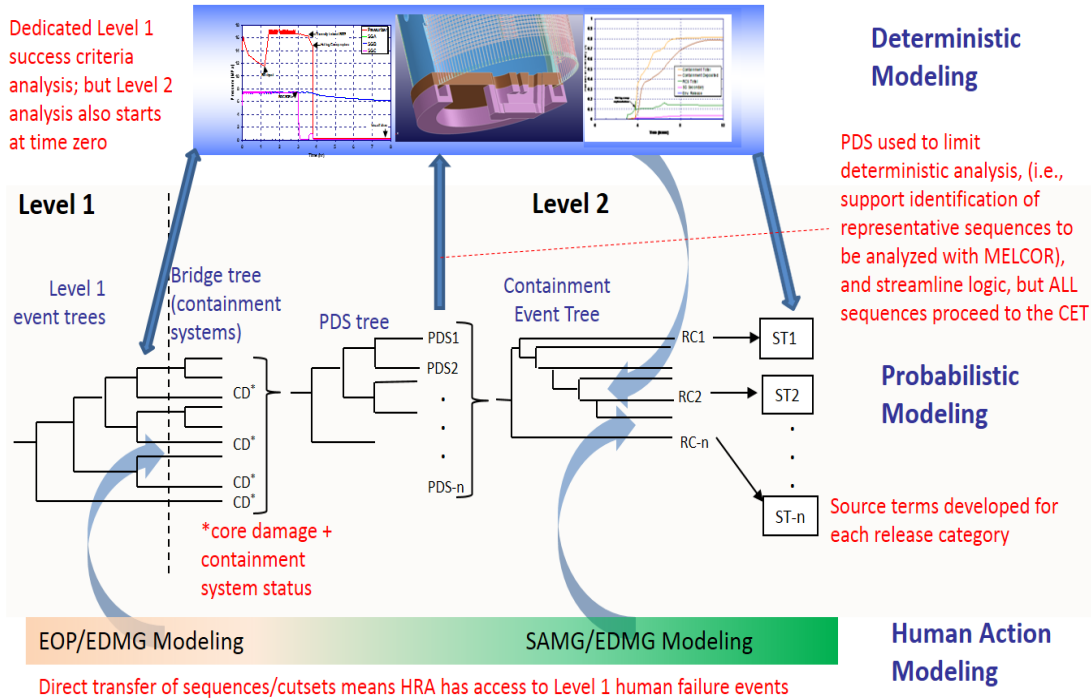 Dedicated Level 1
success criteria
analysis; but Level 2
analysis also starts
at time zero
Time (hr)
Deterministic
Modeling
PDS used to limit
deterministic analysis, (i.e.,
support identification of
representative sequences to
be analyzed with MELCOR),
and streamline logic, but ALL
sequences proceed to the CET
Level 1
Level 2
Level 1
event trees
Bridge tree
(containment
systems)
PDS tree
Containment
Event Tree
CD*
CD*
CD*
CD*
PDS1
PDS2
PDS-n
RC1
RC2
RC-n
ST1
ST2
ST-n
Probabilistic
Modeling
*core damage +
containment
system status
Source terms developed for
each release category
EOP/EDMG Modeling
SAMG/EDMG Modeling
Human Action
Modeling
Direct transfer of sequences/cutsets means HRA has access to Level 1 human failure events